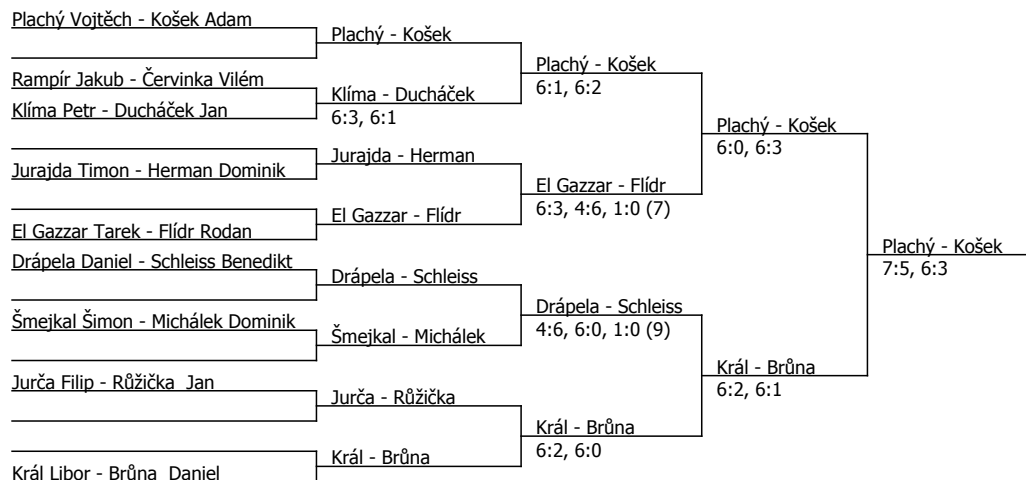 Plachý Vojtěch - Košek Adam
Rampír Jakub - Červinka Vilém
Klíma Petr - Ducháček Jan
Jurajda Timon - Herman Dominik
El Gazzar Tarek - Flídr Rodan
Drápela Daniel - Schleiss Benedikt
Šmejkal Šimon - Michálek Dominik
Jurča Filip - Růžička  Jan
Král Libor - Brůna  Daniel
Plachý - Košek
Klíma - Ducháček
6:3, 6:1
Jurajda - Herman
El Gazzar - Flídr
Drápela - Schleiss
Šmejkal - Michálek
Jurča - Růžička
Král - Brůna
Plachý - Košek
6:1, 6:2
El Gazzar - Flídr
6:3, 4:6, 1:0 (7)
Drápela - Schleiss
4:6, 6:0, 1:0 (9)
Král - Brůna
6:2, 6:0
Plachý - Košek
6:0, 6:3
Král - Brůna
6:2, 6:1
Plachý - Košek
7:5, 6:3